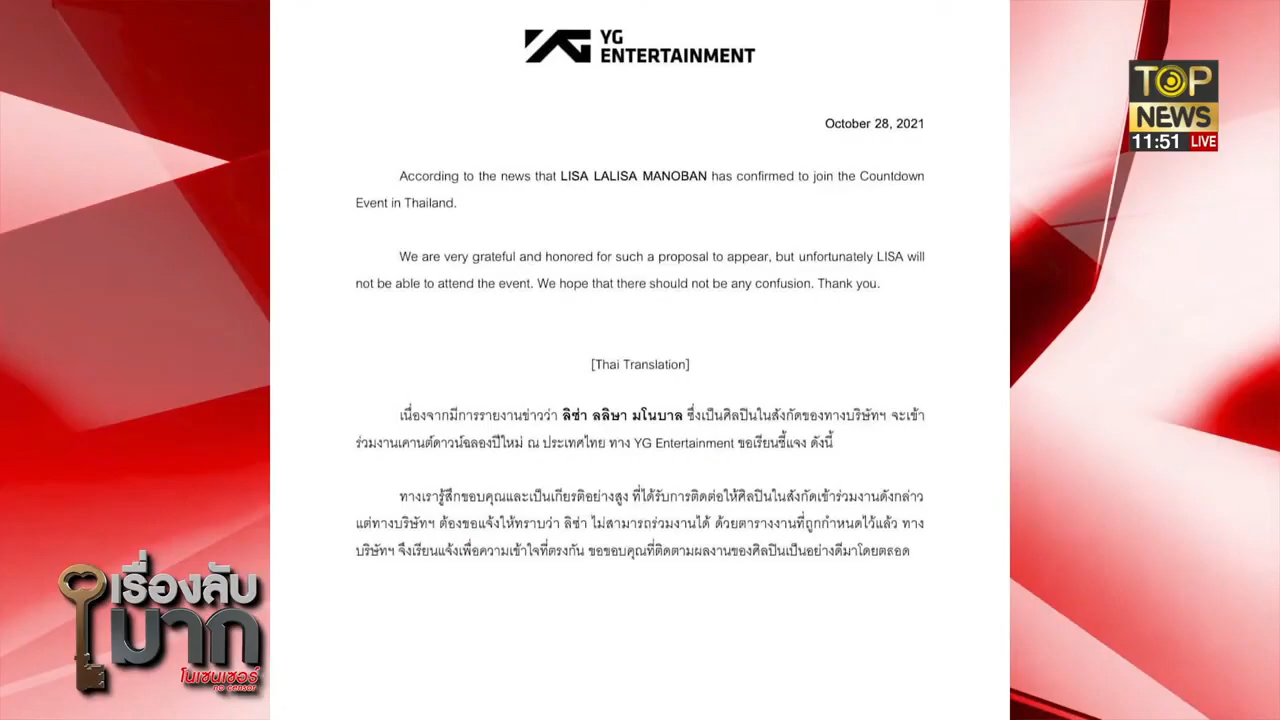 YG
ENTERTAINMENT
TOP
NEWS
11:51 LIVE
October 28, 2021
According to the news that LISA LALISA MANOBAN has confirmed to join the Countdown
Event in Thailand.
We are very grateful and honored for such a proposal to appear, but unfortunately LISA will
not be able to attend the event. We hope that there should not be any confusion. Thank you.
[Thai Translation]
เนื่องจากมีการรายงานข่าวว่า ลิซ่า ลลิษา มโนบาล ซึ่งเป็นศิลปินในสังกัดของทางบริษัทฯ จะเข้า
ร่วมงานเคานต์ดาวน์ฉลองปีใหม่ ณ ประเทศไทย ทาง YG Entertainment ขอเรียนชี้แจง ดังนี้
ทางเรารู้สึกขอบคุณและเป็นเกียรติอย่างสูง ที่ได้รับการติดต่อให้ศิลปินในสังกัดเข้าร่วมงานดังกล่าว
แต่ทางบริษัทฯ ต้องขอแจ้งให้ทราบว่า ลิซ่า ไม่สามารถร่วมงานได้ ด้วยตารางงานที่ถูกกำหนดไว้แล้ว ทาง
บริษัทฯ จึงเรียนแจ้งเพื่อความเข้าใจที่ตรงกัน ขอขอบคุณที่ติดตามผลงานของศิลปินเป็นอย่างดีมาโดยตลอด
เรื่องลับ
มาก
โนเซนเซอร์
no censor